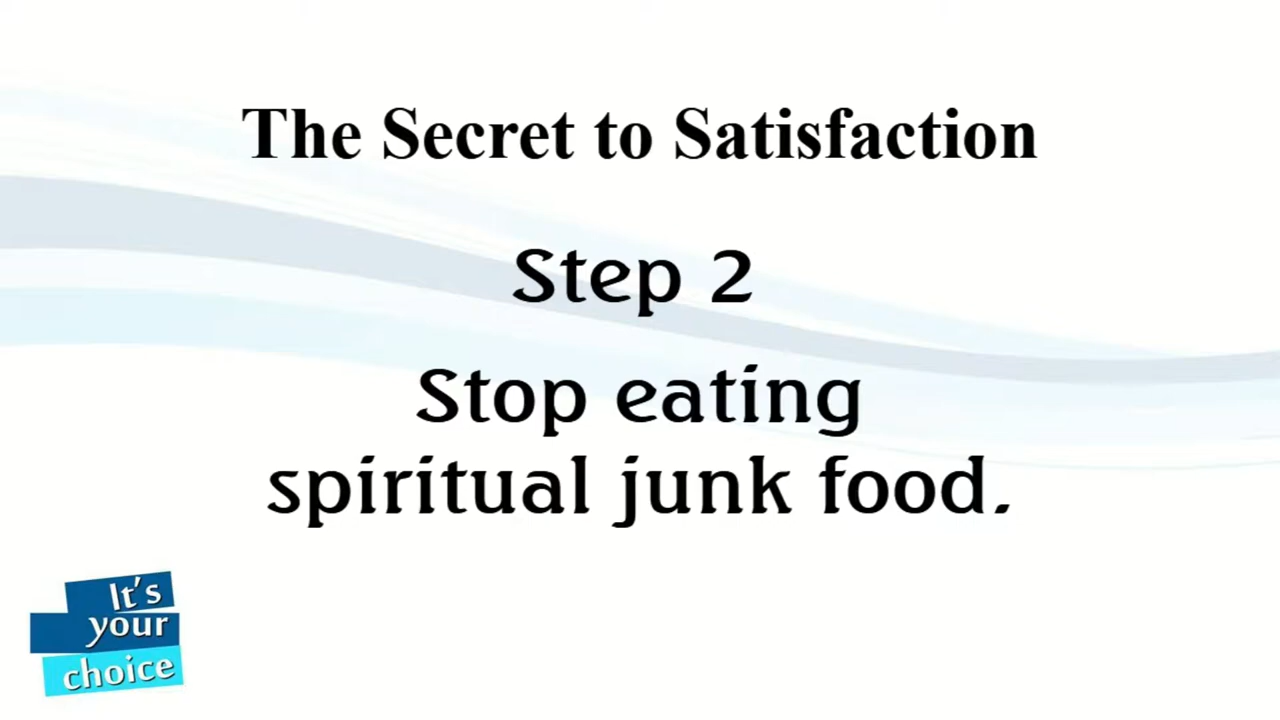 The Secret to Satisfaction
Step 2
Stop eating
spiritual junk food.
It's
your
choice